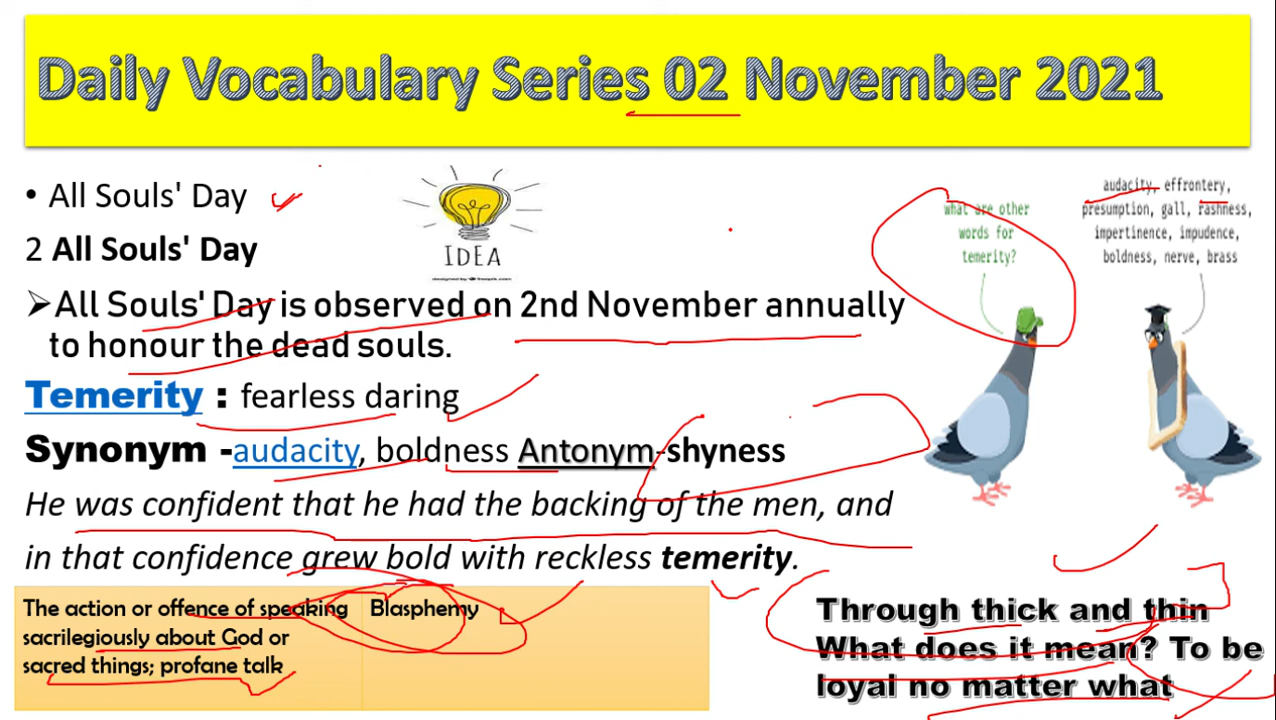 Daily Vocabulary Series 02 November 2021
• All Souls' Day
2 All Souls' Day
➢All Souls' Day is observed on 2nd November annually
to honour the dead souls.
Temerity : fearless daring
Synonym -audacity, boldness Antonym-shyness
He was confident that he had the backing of the men, and
in that confidence grew bold with reckless temerity.
IDEA
what are other
words for
temerity?
audacity, effrontery,
presumption, gall, rashness,
impertinence, impudence,
boldness, nerve, brass
The action or offence of speaking
sacrilegiously about God or
sacred things; profane talk
Blasphemy
Through thick and thin
What does it mean? To be
loyal no matter what